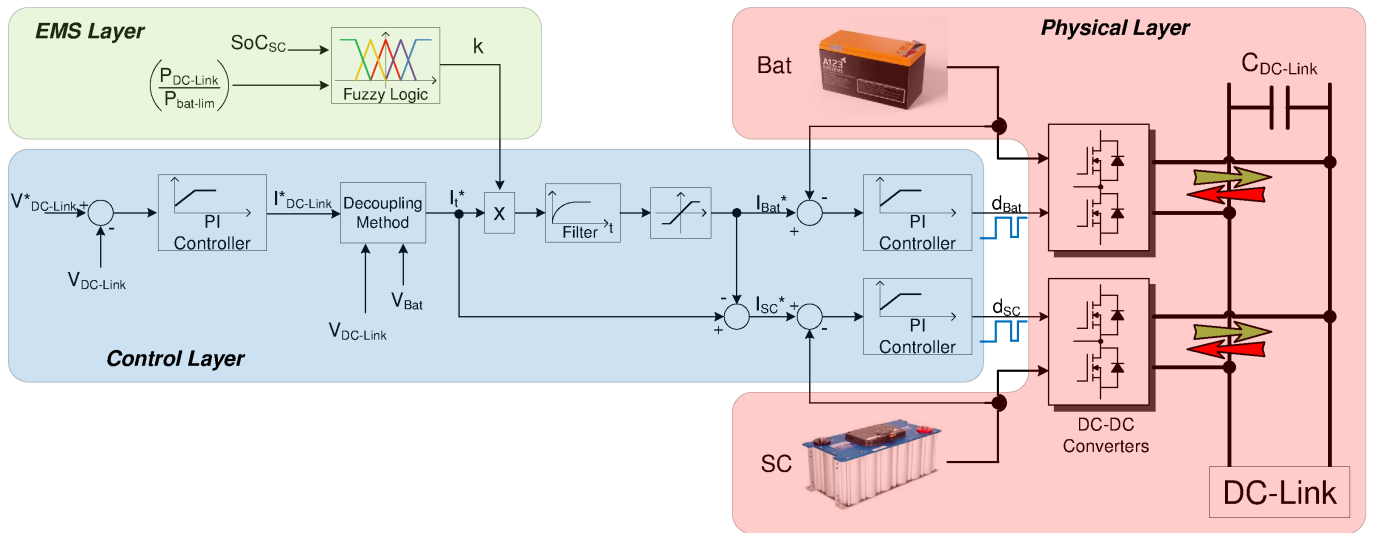 EMS Layer
SoC_SC
P_DC-Link
P_bat-lim
Fuzzy Logic
k
Physical Layer
Bat
A123
SYSTEMS
C_DC-Link
V*_DC-Link
+
-
V_DC-Link
PI
Controller
I*_DC-Link
Decoupling
Method
V_DC-Link
V_Bat
I_t*
X
Filter t
I_Bat*
-
+
PI
Controller
d_Bat
-
+
I_SC*
+
-
PI
Controller
d_SC
Control Layer
SC
DC-DC
Converters
DC-Link